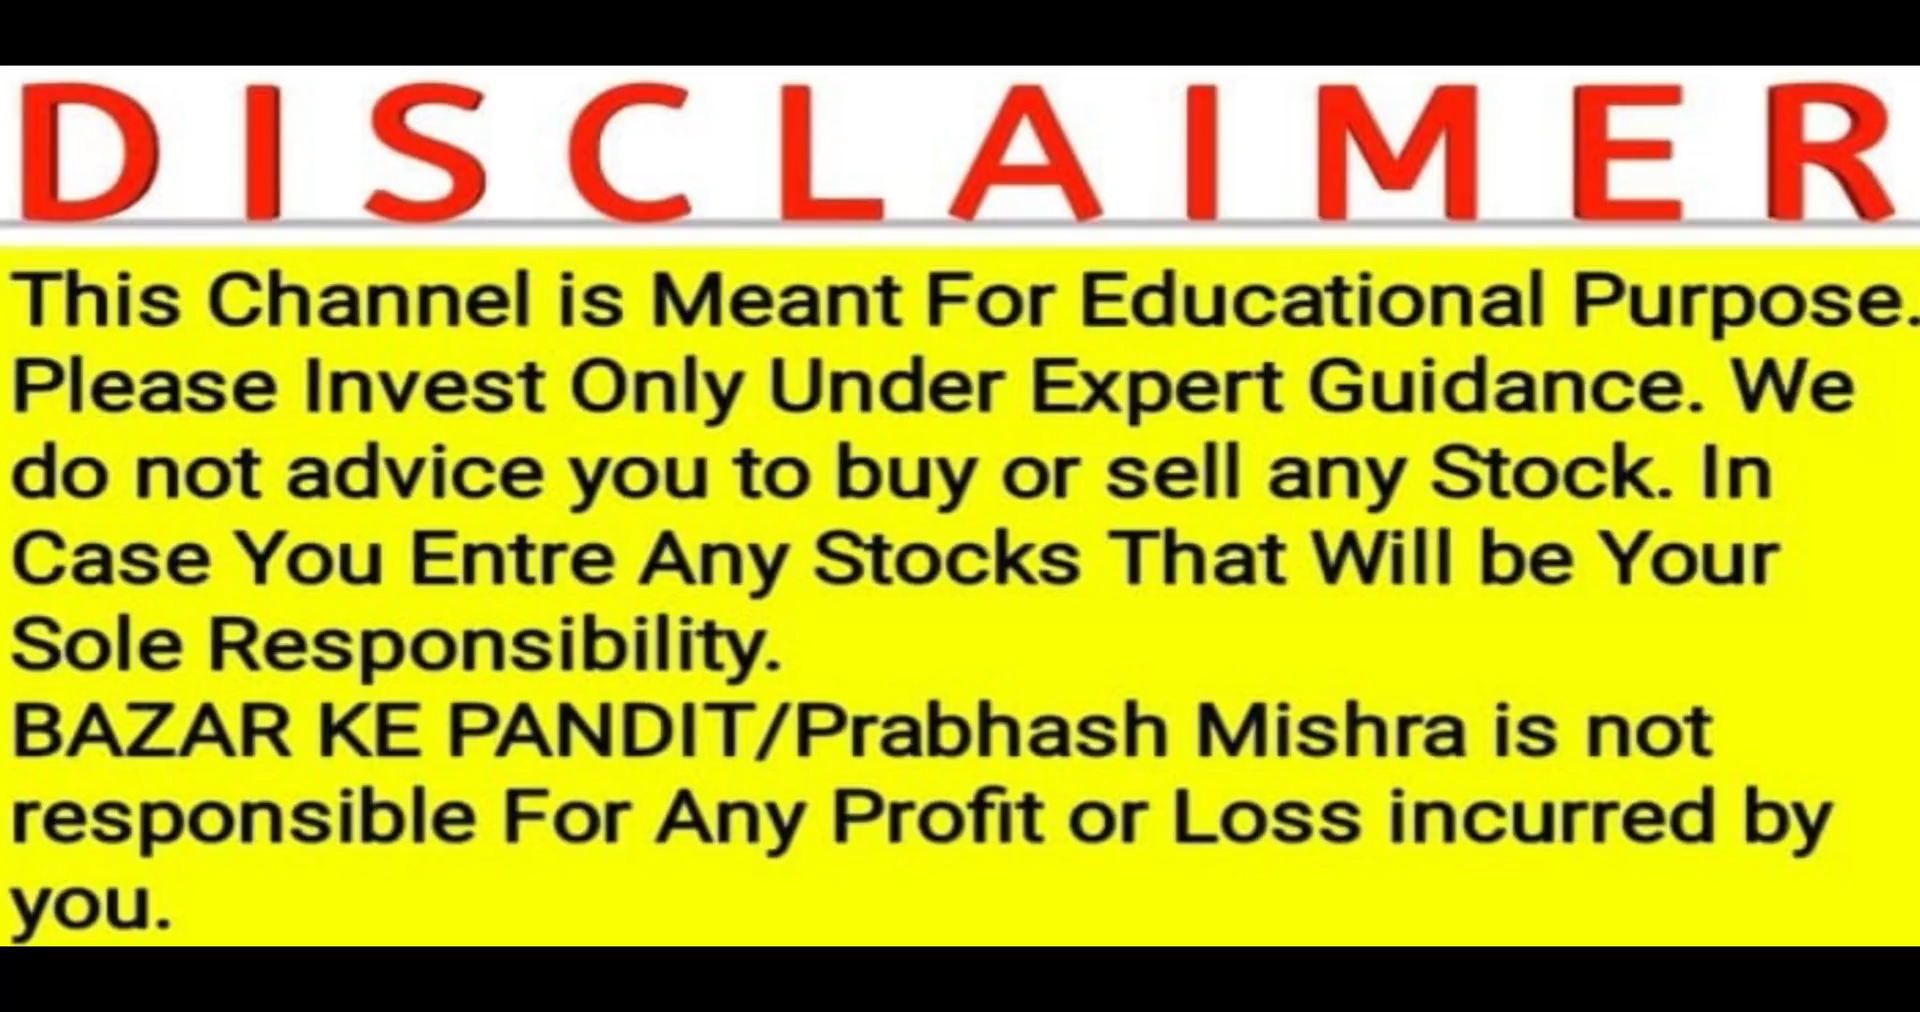 DISCLAIMER
This Channel is Meant For Educational Purpose.
Please Invest Only Under Expert Guidance. We
do not advice you to buy or sell any Stock. In
Case You Entre Any Stocks That Will be Your
Sole Responsibility.
BAZAR KE PANDIT/Prabhash Mishra is not
responsible For Any Profit or Loss incurred by
you.